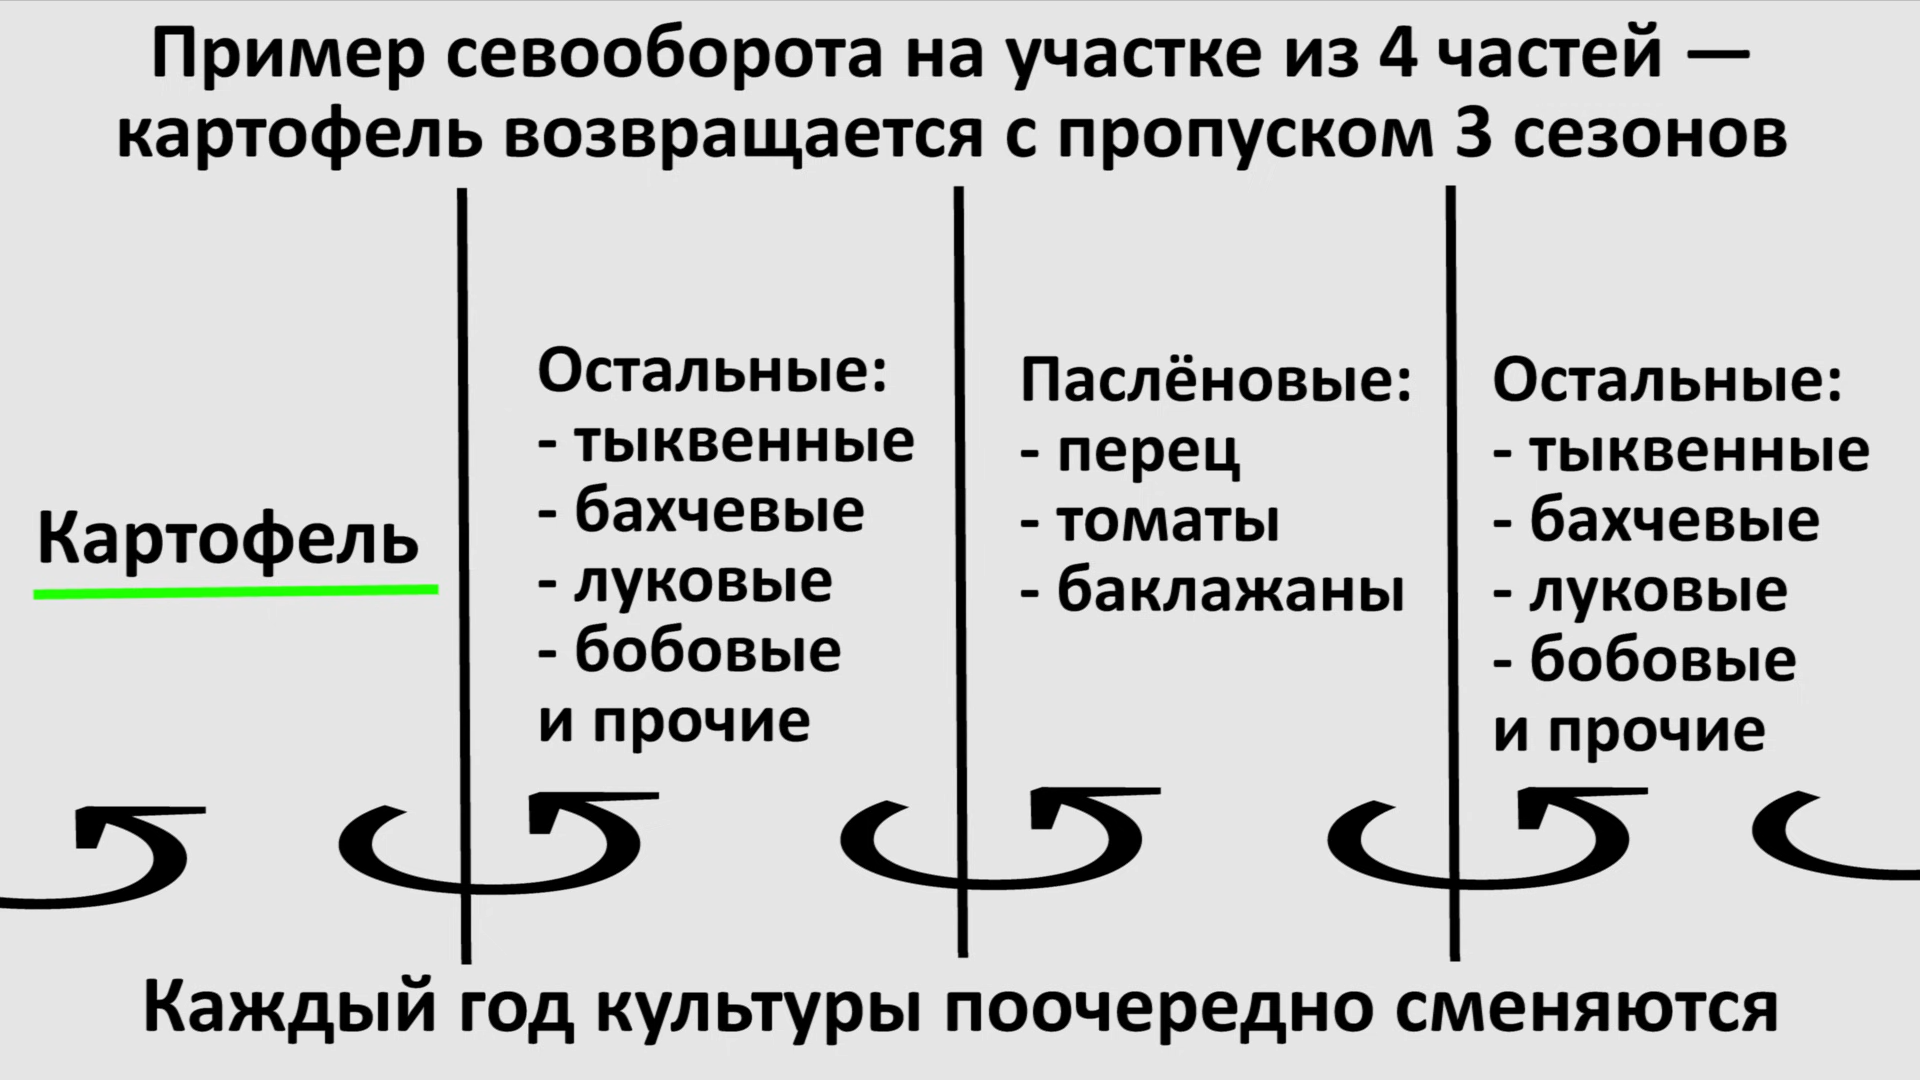 Пример севооборота на участке из 4 частей —
картофель возвращается с пропуском 3 сезонов
Картофель
Остальные:
- тыквенные
- бахчевые
- луковые
- бобовые
и прочие
Паслёновые:
- перец
- томаты
- баклажаны
Остальные:
- тыквенные
- бахчевые
- луковые
- бобовые
и прочие
Каждый год культуры поочередно сменяются